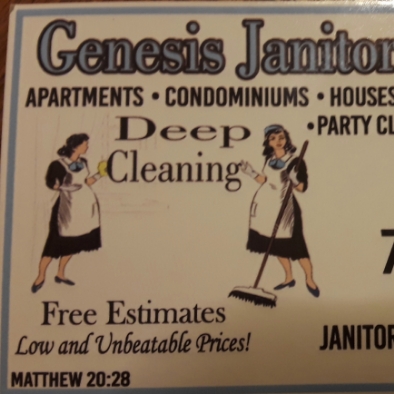 Genesis Janitor
APARTMENTS • CONDOMINIUMS • HOUSES
• PARTY CL
Deep
Cleaning
7
Free Estimates
Low and Unbeatable Prices!
JANITOR
MATTHEW 20:28